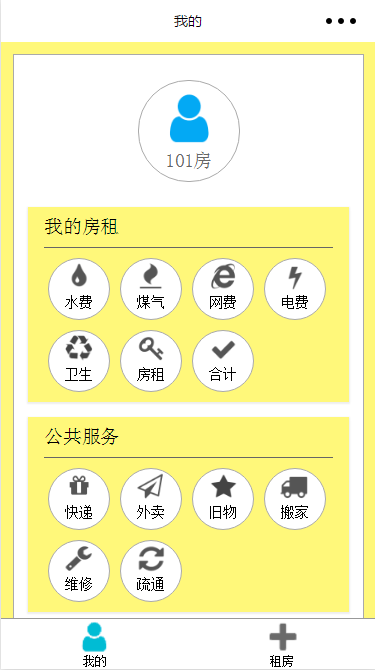 我的
101房
我的房租
水费 煤气 网费 电费
卫生 房租 合计
公共服务
快递 外卖 旧物 搬家
维修 疏通
我的 租房